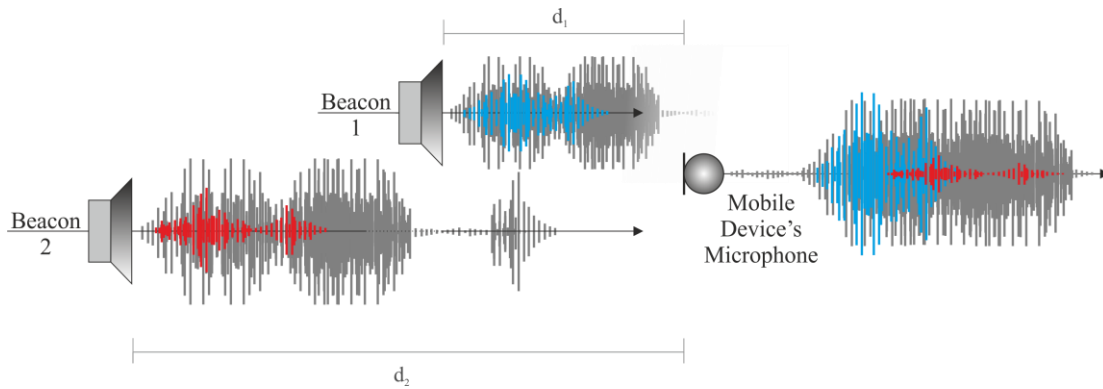 d₁
Beacon
1
Beacon
2
Mobile
Device's
Microphone
d₂